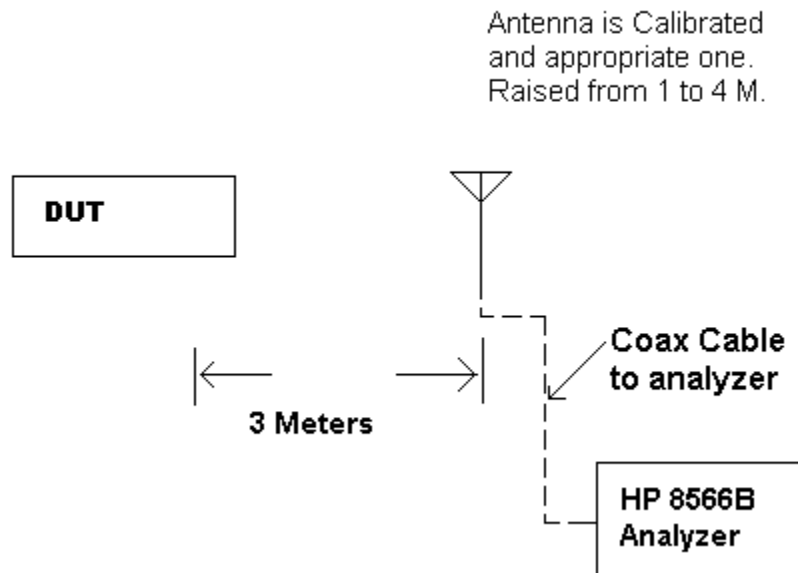 Antenna is Calibrated
and appropriate one.
Raised from 1 to 4 M.
DUT
Coax Cable
to analyzer
3 Meters
HP 8566B
Analyzer